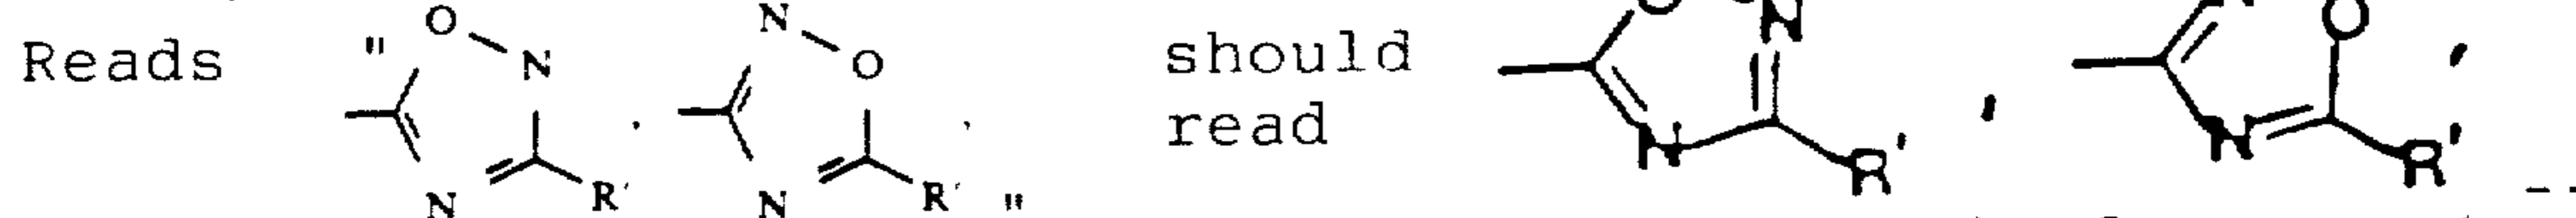 Reads " O N N R' , N O N R' , " should
read O N N R' , N O N R' ,